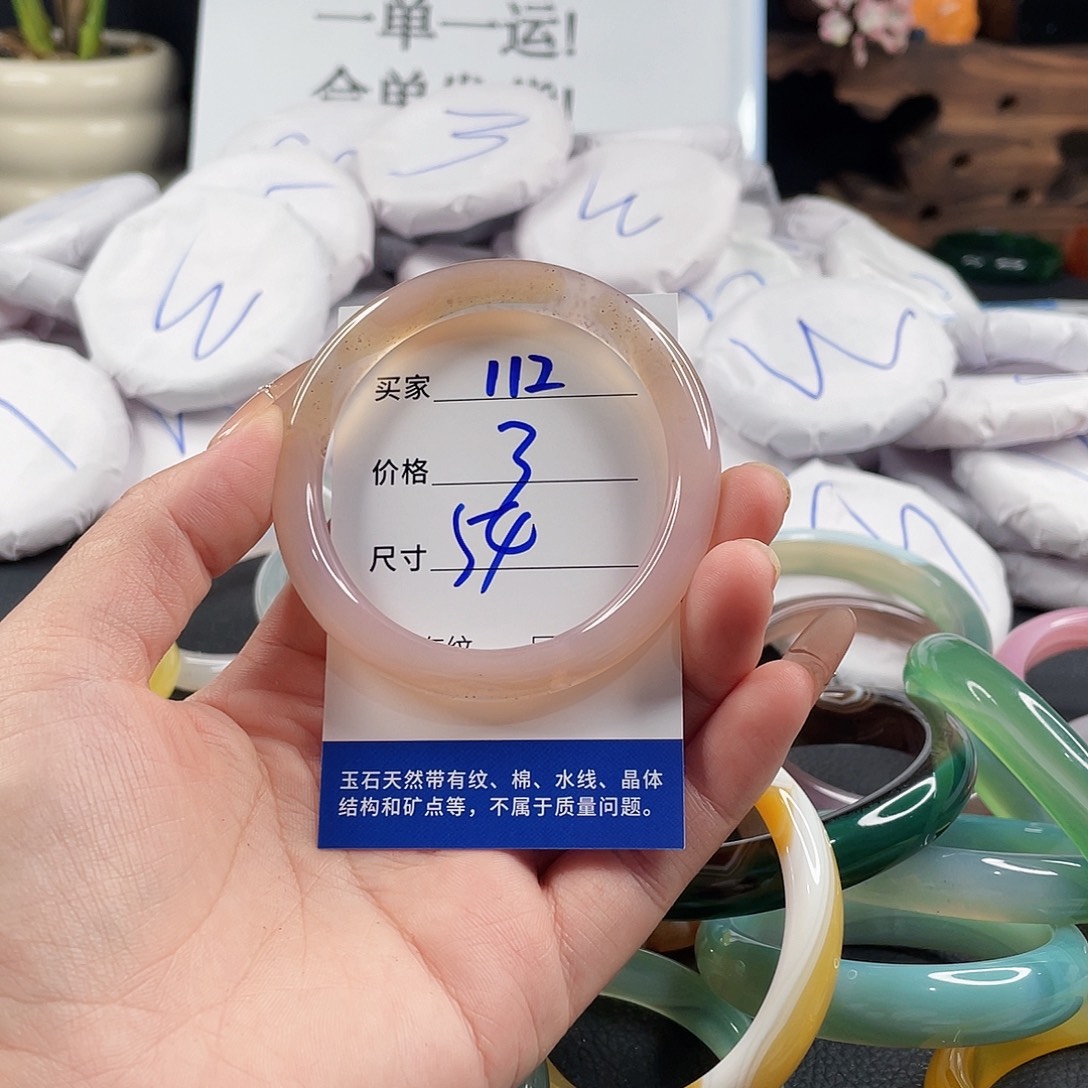 一单一运!
买家 112
价格 3
尺寸 54
玉石天然带有纹、棉、水线、晶体
结构和矿点等，不属于质量问题。
3
W
W
W